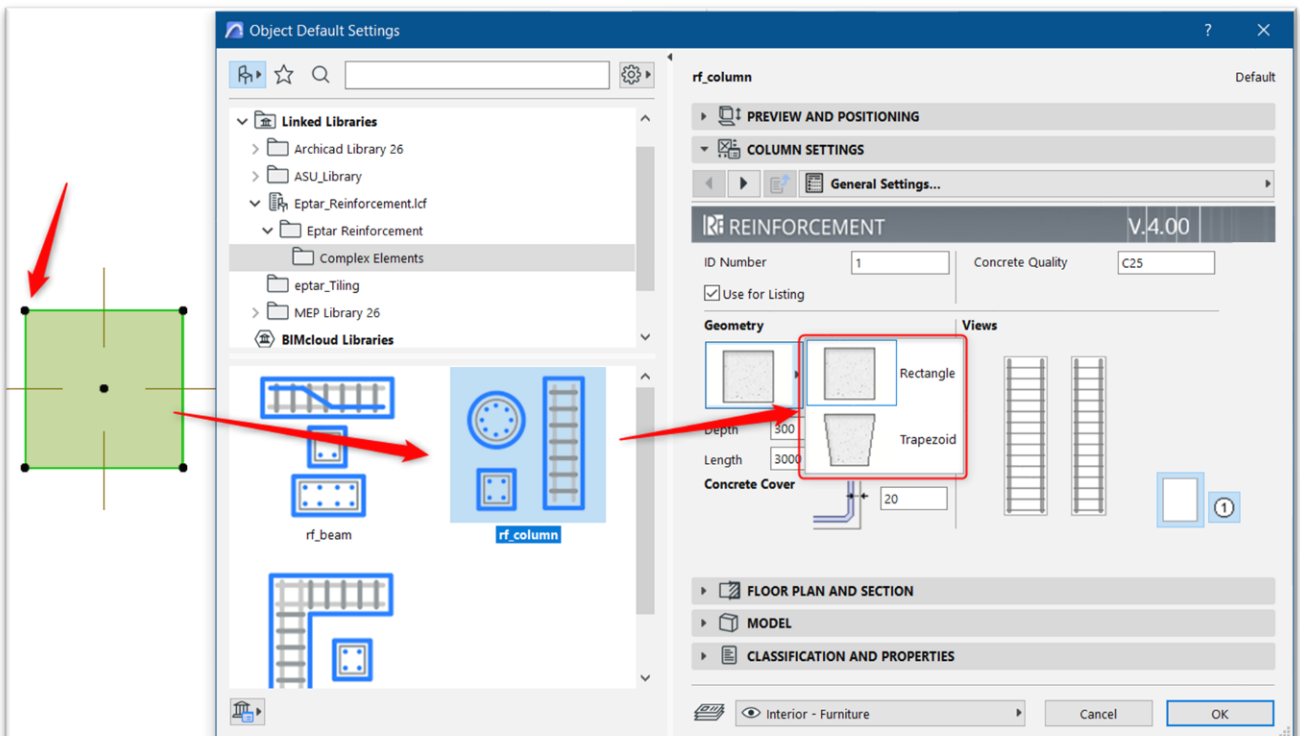 Object Default Settings
?
rf_column
Default
Linked Libraries
Archicad Library 26
ASU_Library
Eptar_Reinforcement.lcf
Eptar Reinforcement
Complex Elements
eptar_Tiling
MEP Library 26
BIMcloud Libraries
rf_beam
rf_column
PREVIEW AND POSITIONING
COLUMN SETTINGS
General Settings...
RF REINFORCEMENT
V.4.00
ID Number
1
Concrete Quality
C25
Use for Listing
Geometry
Views
Rectangle
Trapezoid
Depth
300
Length
3000
Concrete Cover
20
1
FLOOR PLAN AND SECTION
MODEL
CLASSIFICATION AND PROPERTIES
Interior - Furniture
Cancel
OK